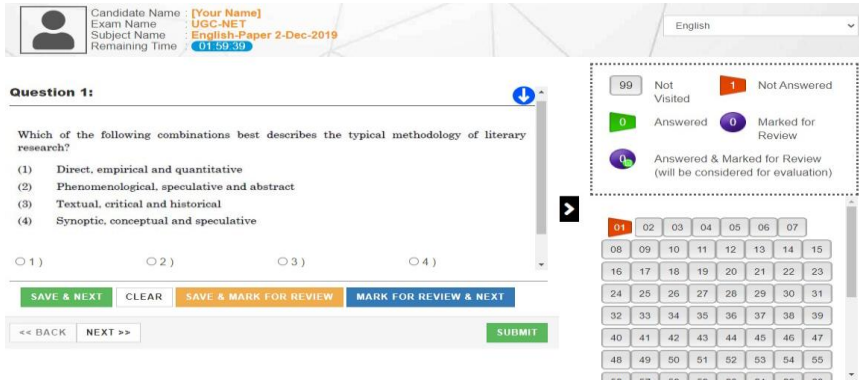 Candidate Name : [Your Name]
Exam Name : UGC-NET
Subject Name : English-Paper 2-Dec-2019
Remaining Time : 01:59:39
English
Question 1:
Which of the following combinations best describes the typical methodology of literary
research?
(1) Direct, empirical and quantitative
(2) Phenomenological, speculative and abstract
(3) Textual, critical and historical
(4) Synoptic, conceptual and speculative
1 ) 2 ) 3 ) 4 )
SAVE & NEXT CLEAR SAVE & MARK FOR REVIEW MARK FOR REVIEW & NEXT
<< BACK NEXT >> SUBMIT
99 Not Visited 1 Not Answered
0 Answered 0 Marked for Review
0 Answered & Marked for Review
(will be considered for evaluation)
01 02 03 04 05 06 07
08 09 10 11 12 13 14 15
16 17 18 19 20 21 22 23
24 25 26 27 28 29 30 31
32 33 34 35 36 37 38 39
40 41 42 43 44 45 46 47
48 49 50 51 52 53 54 55